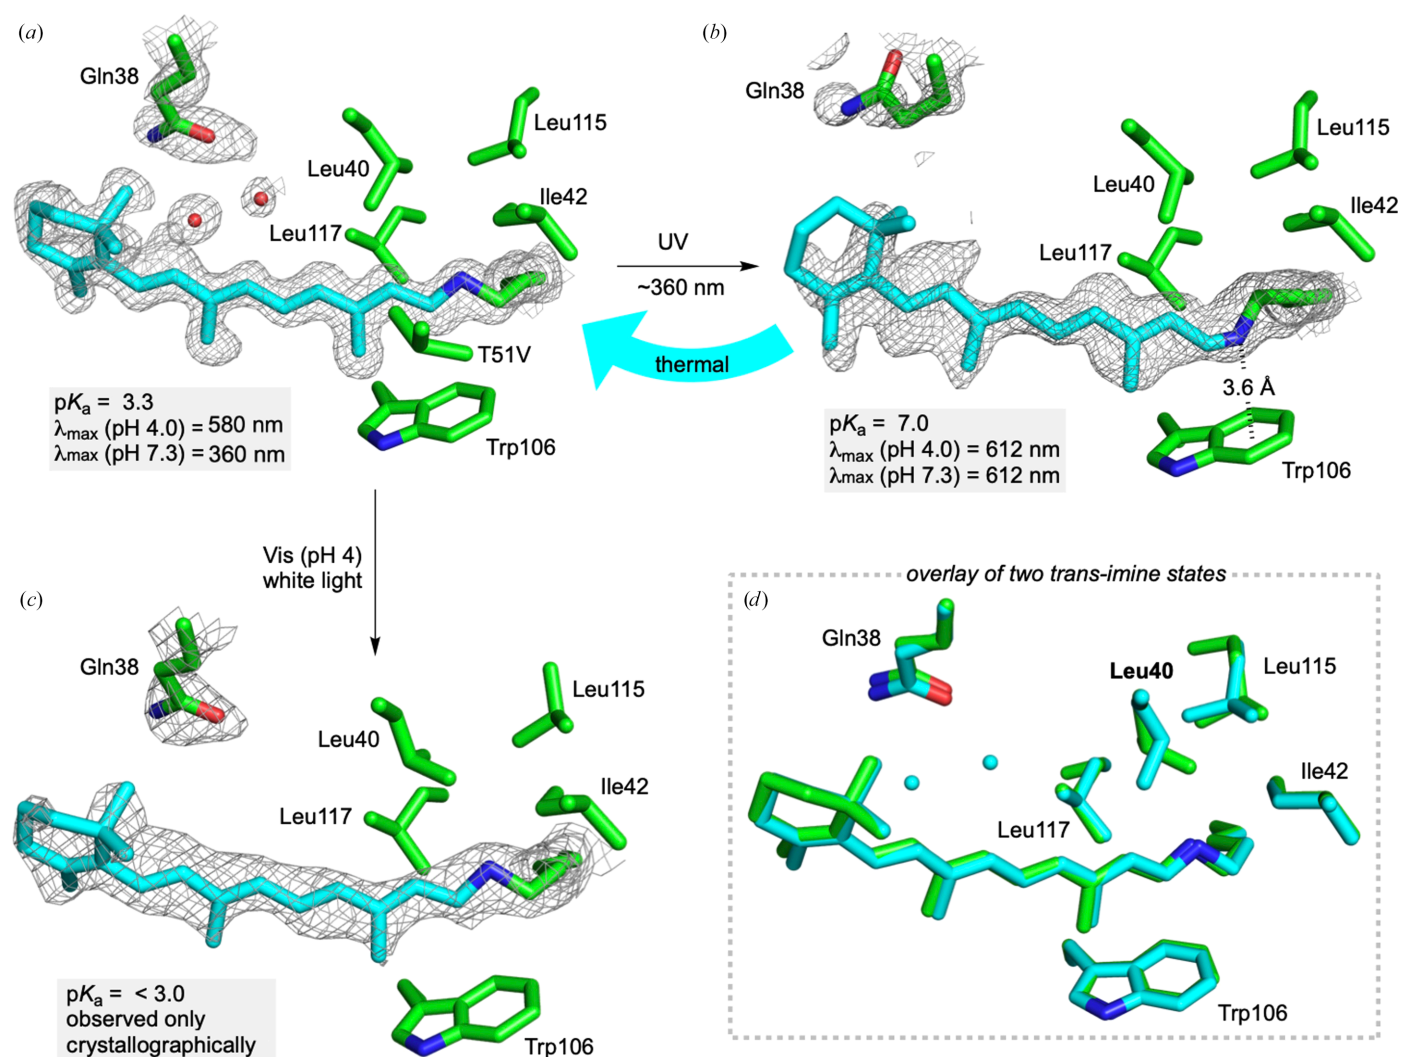 (a)
Gln38
Leu115
Leu40
Ile42
Leu117
T51V
Trp106
pKa = 3.3
λmax (pH 4.0) = 580 nm
λmax (pH 7.3) = 360 nm
UV
~360 nm
thermal
(b)
Gln38
Leu115
Leu40
Ile42
Leu117
3.6 Å
Trp106
pKa = 7.0
λmax (pH 4.0) = 612 nm
λmax (pH 7.3) = 612 nm
Vis (pH 4)
white light
(c)
Gln38
Leu115
Leu40
Ile42
Leu117
Trp106
pKa = < 3.0
observed only
crystallographically
overlay of two trans-imine states
(d)
Gln38
Leu40
Leu115
Ile42
Leu117
Trp106